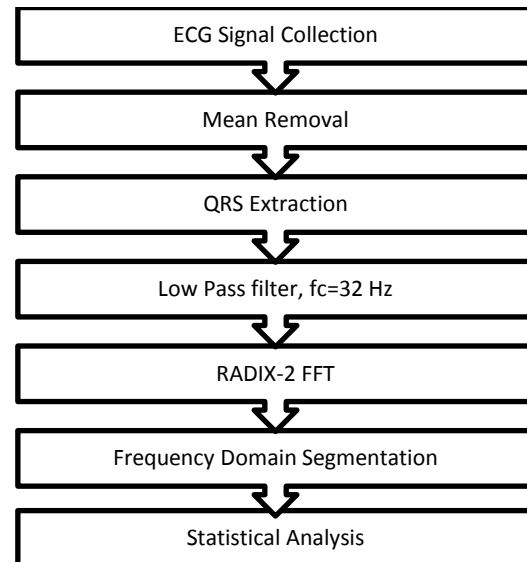 ECG Signal Collection
Mean Removal
QRS Extraction
Low Pass filter, fc=32 Hz
RADIX-2 FFT
Frequency Domain Segmentation
Statistical Analysis